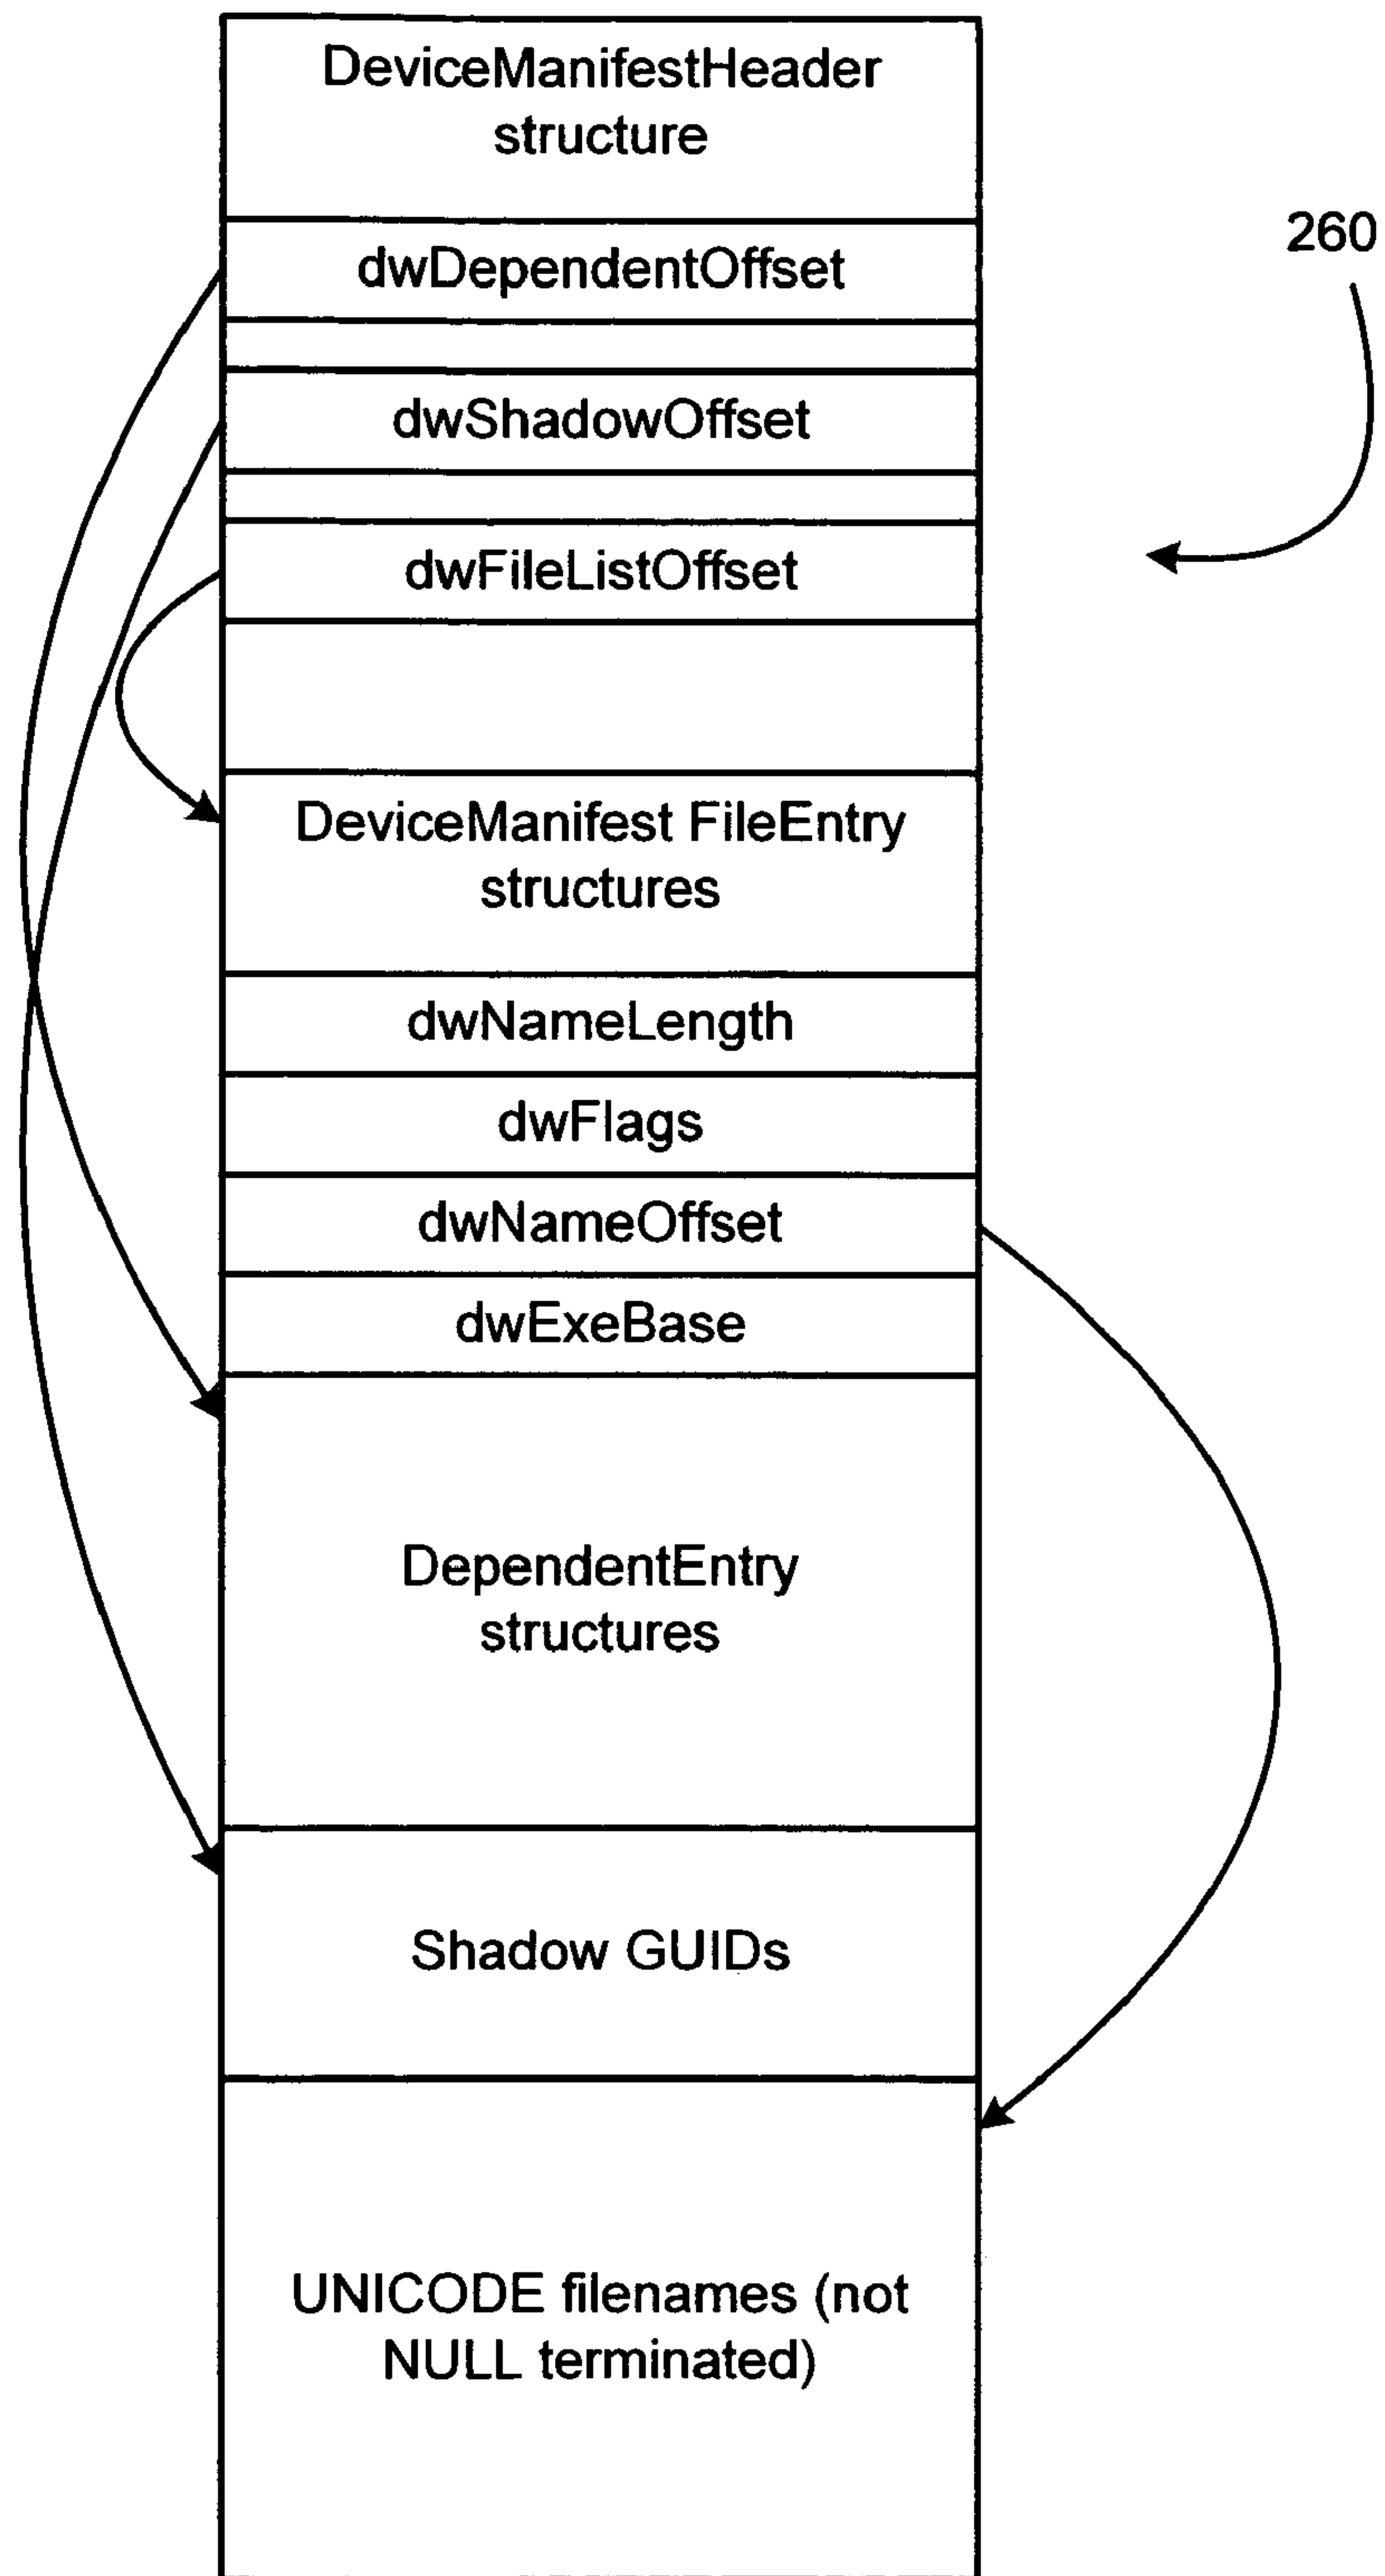 DeviceManifestHeader
structure
dwDependentOffset
260
dwShadowOffset
dwFileListOffset
DeviceManifest FileEntry
structures
dwNameLength
dwFlags
dwNameOffset
dwExeBase
DependentEntry
structures
Shadow GUIDs
UNICODE filenames (not
NULL terminated)